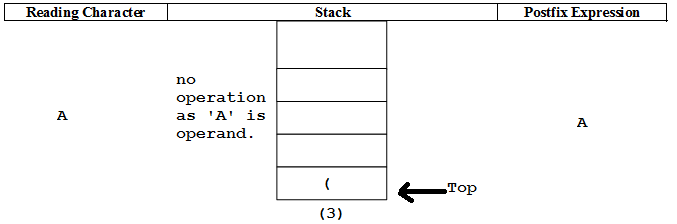 Reading Character Stack Postfix Expression
no
operation
as 'A' is
operand.
A
A
(
Top
(3)